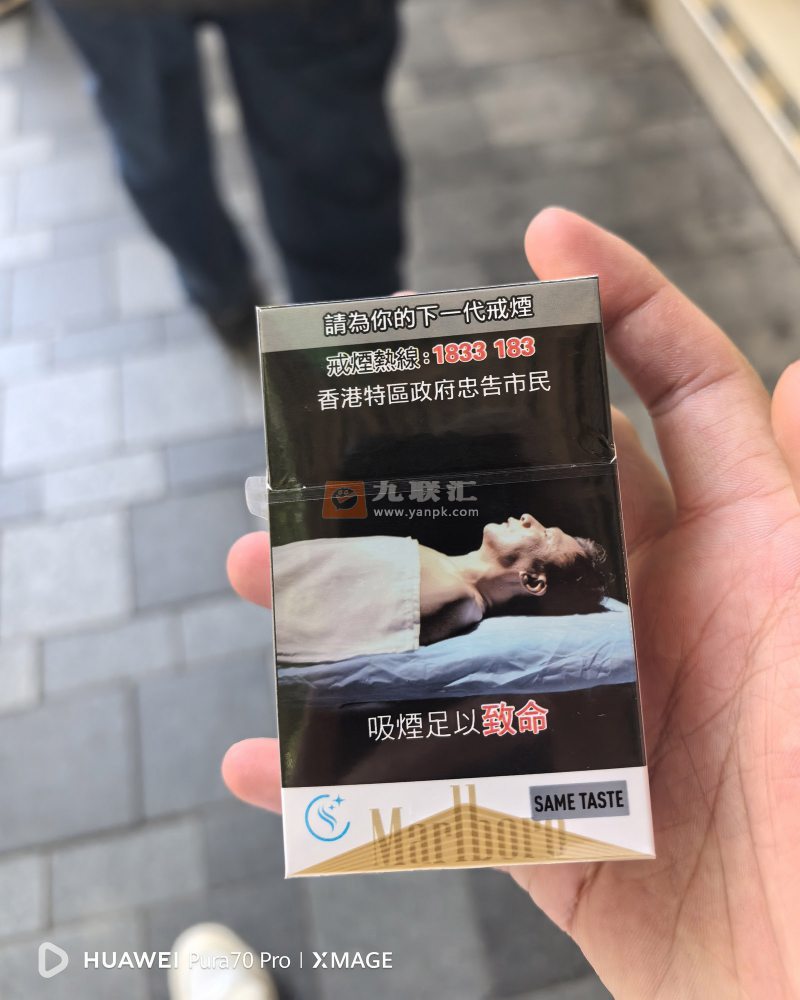 請為你的下一代戒煙
戒煙熱線:1833 183
香港特區政府忠告市民
九联汇
www.yanpk.com
吸煙足以致命
SAME TASTE
Marlboro
HUAWEI Pura70 Pro | XMAGE